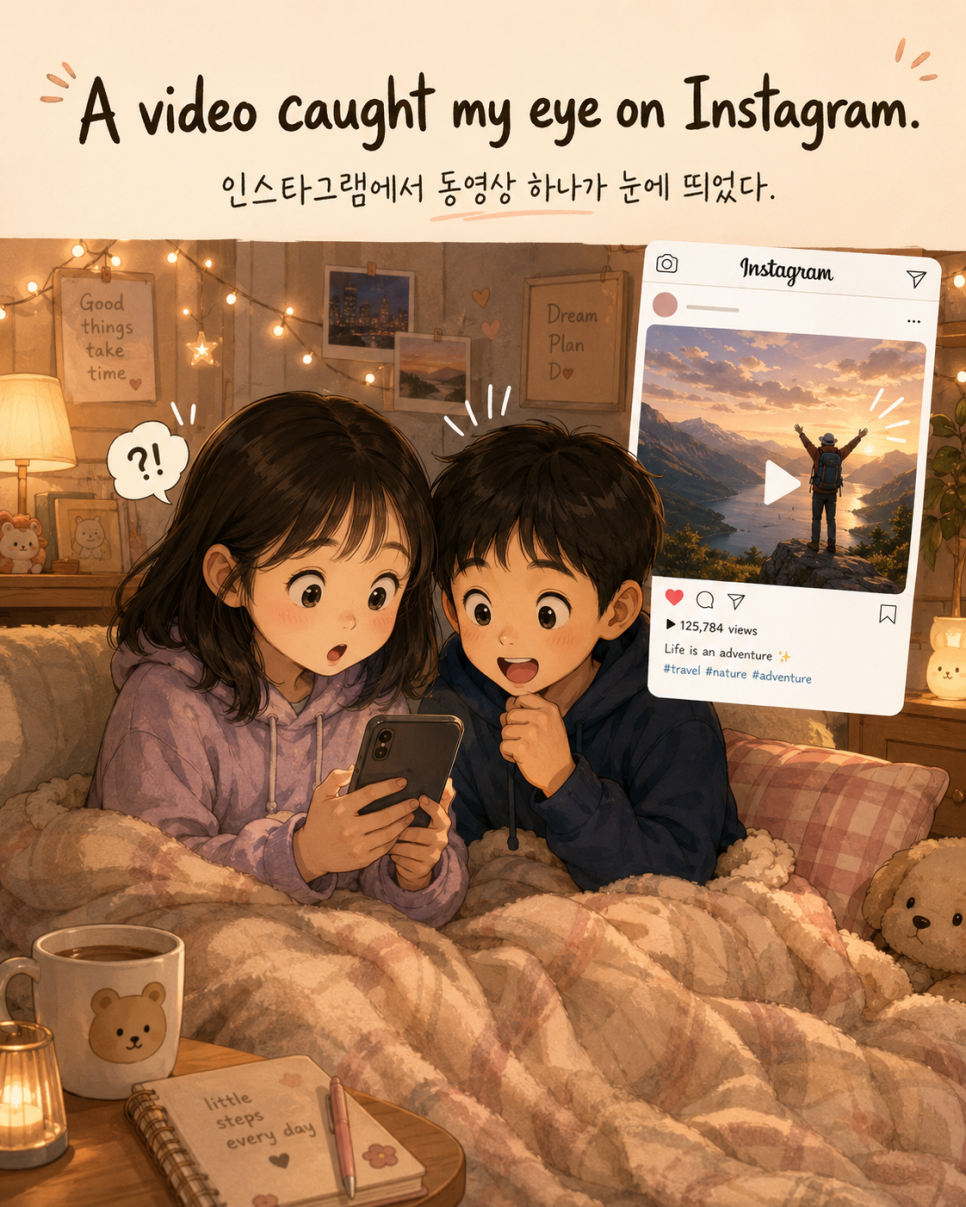 A video caught my eye on Instagram.
인스타그램에서 동영상 하나가 눈에 띄었다.
Good
things
take
time
Dream
Plan
D
?!
Instagram
125,784 views
Life is an adventure ✨
#travel #nature #adventure
little
steps
every day